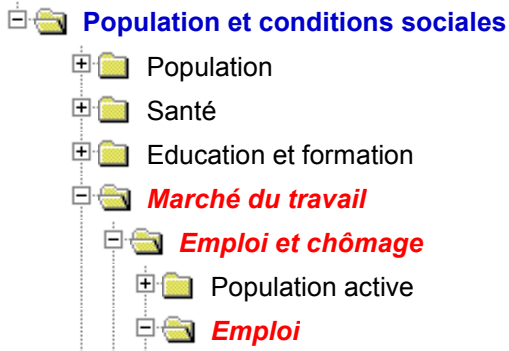 Population et conditions sociales
Population
Santé
Education et formation
Marché du travail
Emploi et chômage
Population active
Emploi